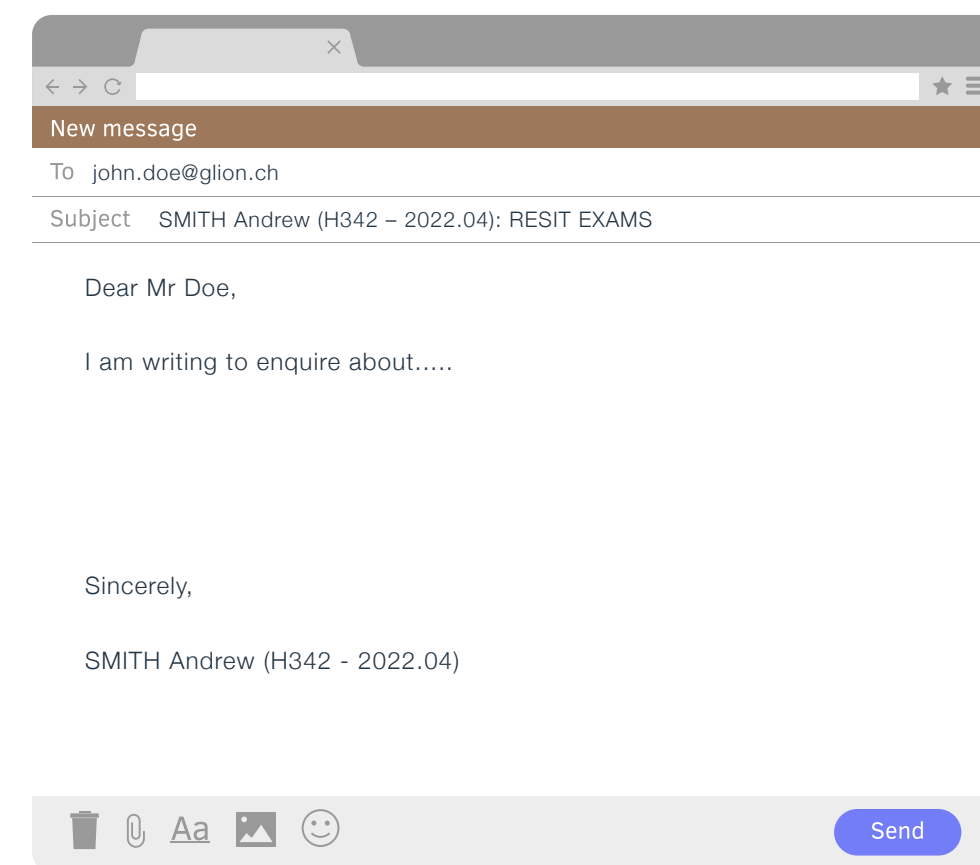 New message
To john.doe@glion.ch
Subject SMITH Andrew (H342 – 2022.04): RESIT EXAMS
Dear Mr Doe,
I am writing to enquire about.....
Sincerely,
SMITH Andrew (H342 - 2022.04)
Aa
Send